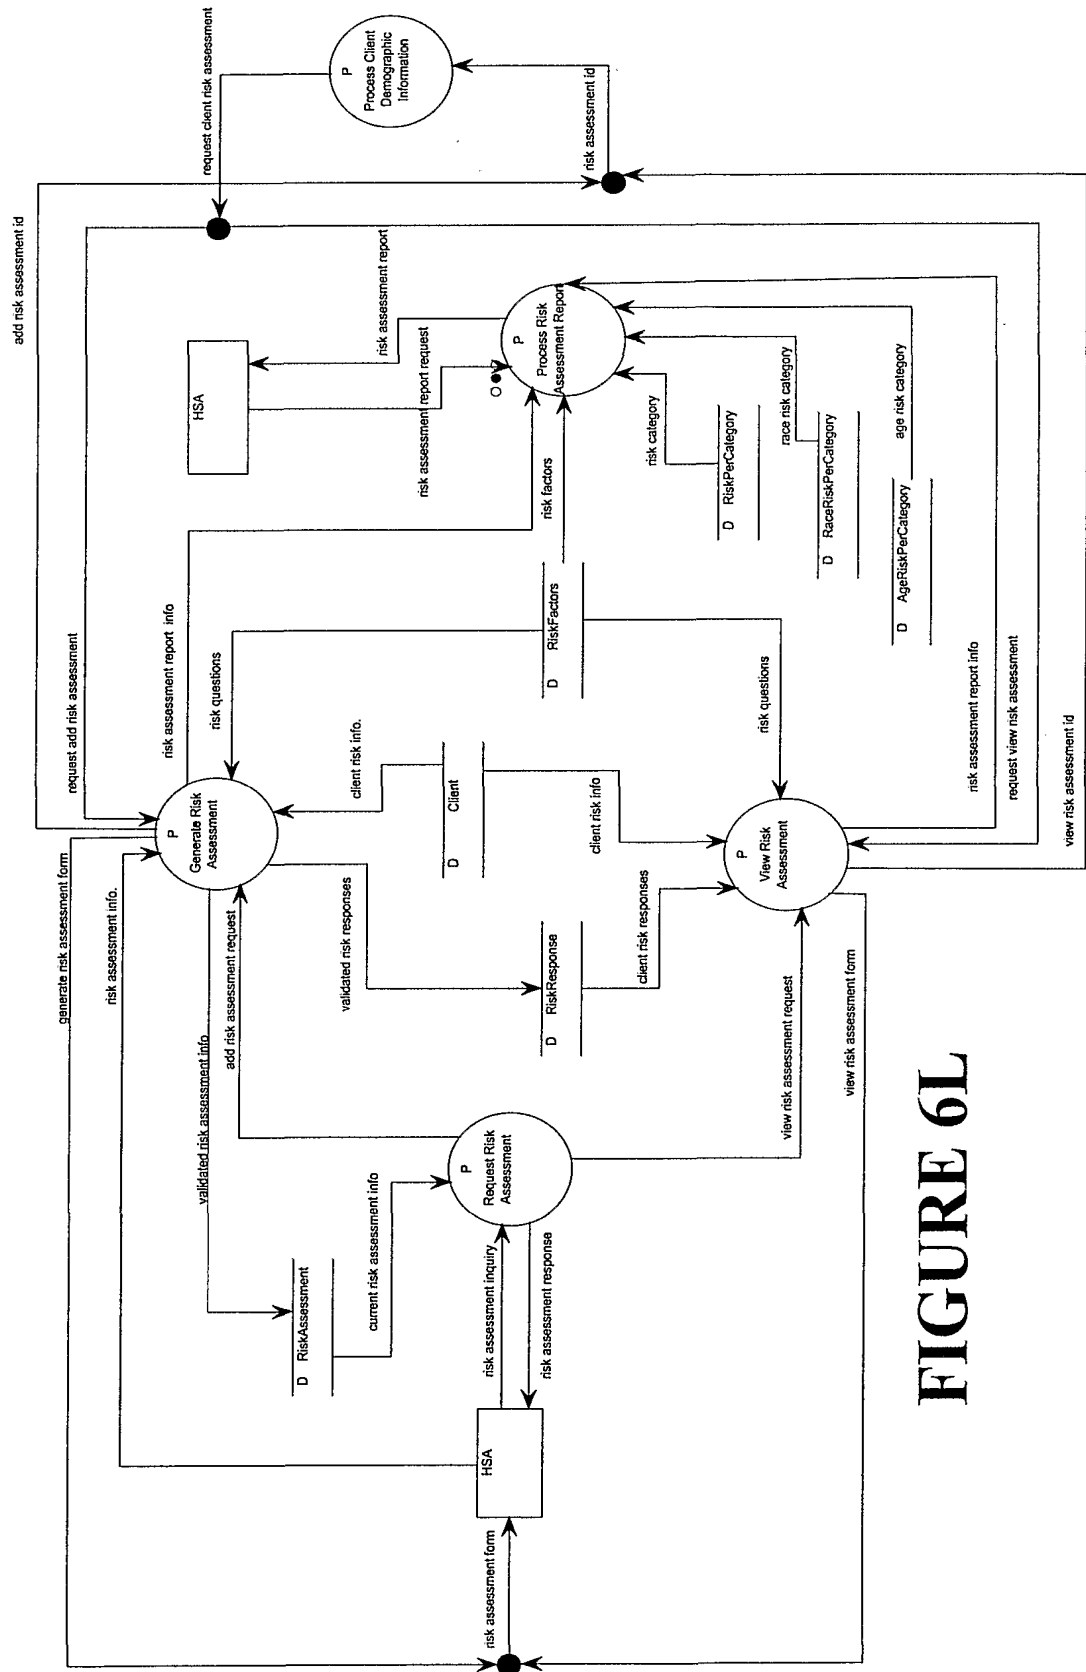 add risk assessment id
request client risk assessment
P
Process Client
Demographic
Information
risk assessment id
request add risk assessment
HSA
risk assessment report
risk assessment report request
O
P
Process Risk
Assessment Report
risk assessment report info
risk factors
risk category
D RiskPerCategory
race risk category
D RaceRiskPerCategory
age risk category
D AgeRiskPerCategory
risk questions
D RiskFactors
risk questions
risk assessment report info
request view risk assessment
view risk assessment id
generate risk assessment form
risk assessment info.
P
Generate Risk
Assessment
client risk info.
D Client
client risk info
P
View Risk
Assessment
validated risk assessment info
add risk assessment request
validated risk responses
D RiskResponse
client risk responses
view risk assessment request
view risk assessment form
D RiskAssessment
current risk assessment info
P
Request Risk
Assessment
risk assessment inquiry
risk assessment response
HSA
risk assessment form
FIGURE 6L